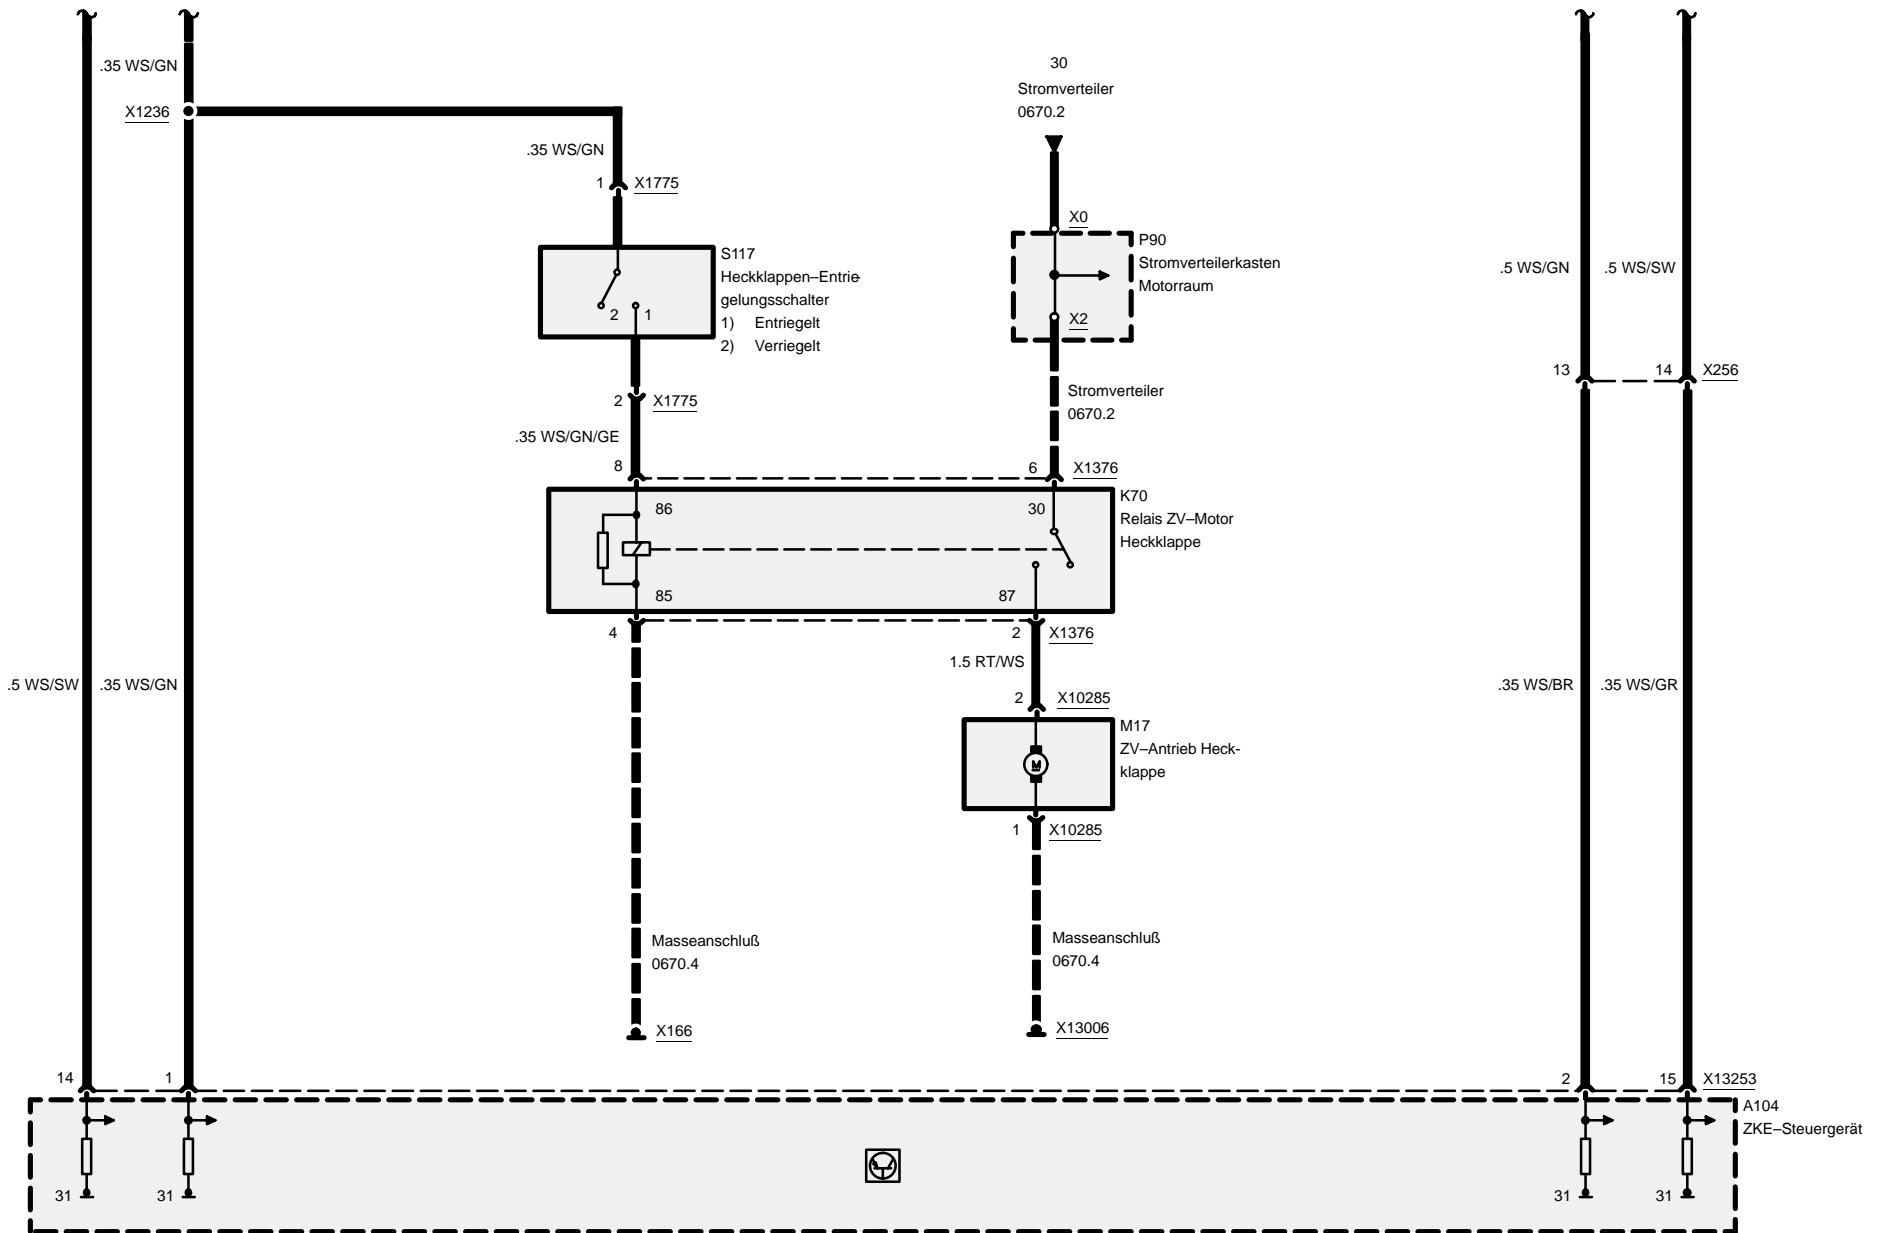 .35 WS/GN
X1236
.35 WS/GN
1 X1775
S117
Heckklappen–Entrie-
gelungsschalter
1) Entriegelt
2) Verriegelt
2 1
2 X1775
.35 WS/GN/GE
30
Stromverteiler
0670.2
X0
P90
Stromverteilerkasten
Motorraum
X2
Stromverteiler
0670.2
8
6 X1376
K70
Relais ZV–Motor
Heckklappe
86
30
85
87
4
2 X1376
1.5 RT/WS
2 X10285
M17
ZV–Antrieb Heck-
klappe
M
1 X10285
Masseanschluß
0670.4
X166
Masseanschluß
0670.4
X13006
.5 WS/GN
.5 WS/SW
13
14 X256
.5 WS/SW
.35 WS/GN
.35 WS/BR
.35 WS/GR
14
1
2
15 X13253
A104
ZKE–Steuergerät
31
31
31
31